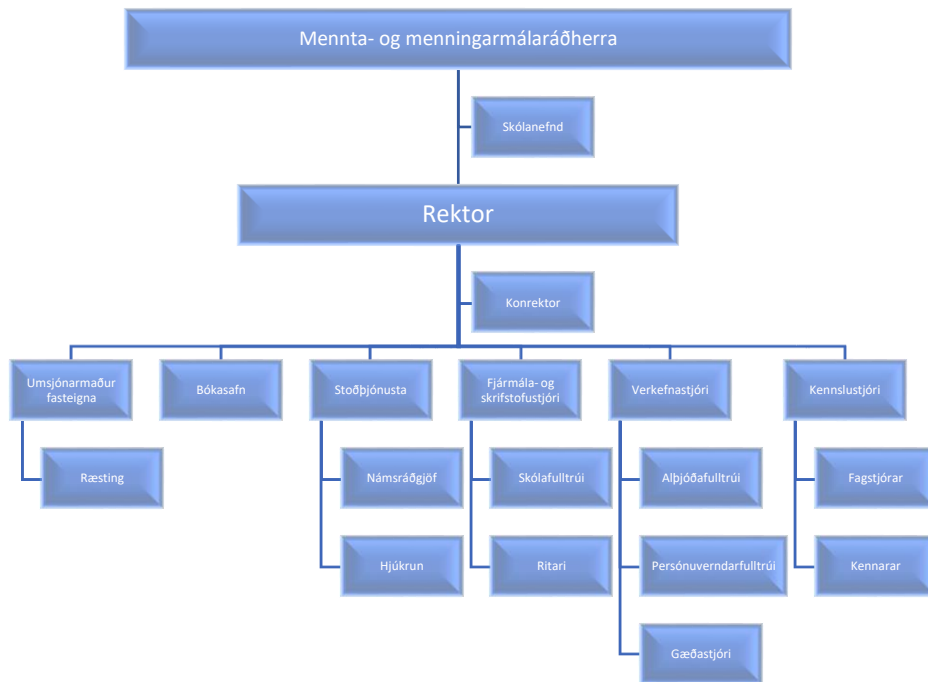 Mennta- og menningarmálaráðherra
Skólanefnd
Rektor
Konrektor
Umsjónarmaður
fasteigna
Bókasafn
Stoðþjónusta
Fjármála- og
skrifstofustjóri
Verkefnastjóri
Kennslustjóri
Ræsting
Námsráðgjöf
Skólafulltrúi
Alþjóðafulltrúi
Fagstjórar
Hjúkrun
Ritari
Persónuverndarfulltrúi
Kennarar
Gæðastjóri